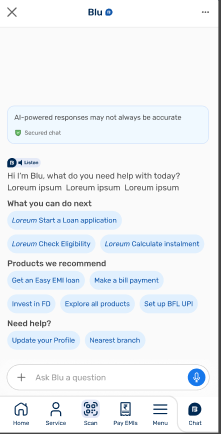 Blu
AI-powered responses may not always be accurate
Secured chat
Listen
Hi I'm Blu, what do you need help with today?
Loreum ipsum Loreum ipsum Loreum ipsum
What you can do next
Loreum Start a Loan application
Loreum Check Eligibility Loreum Calculate instalment
Products we recommend
Get an Easy EMI loan Make a bill payment
Invest in FD Explore all products Set up BFL UPI
Need help?
Update your Profile Nearest branch
Ask Blu a question
Home Service Scan Pay EMIs Menu Chat